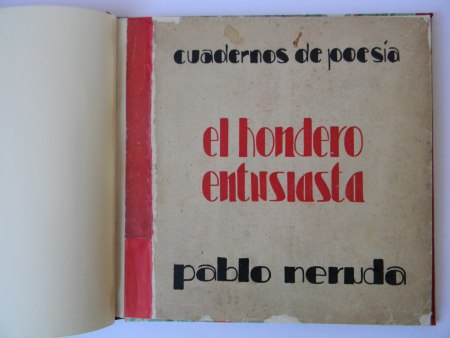 cuadernos de poesía
el hondero
entusiasta
pablo neruda